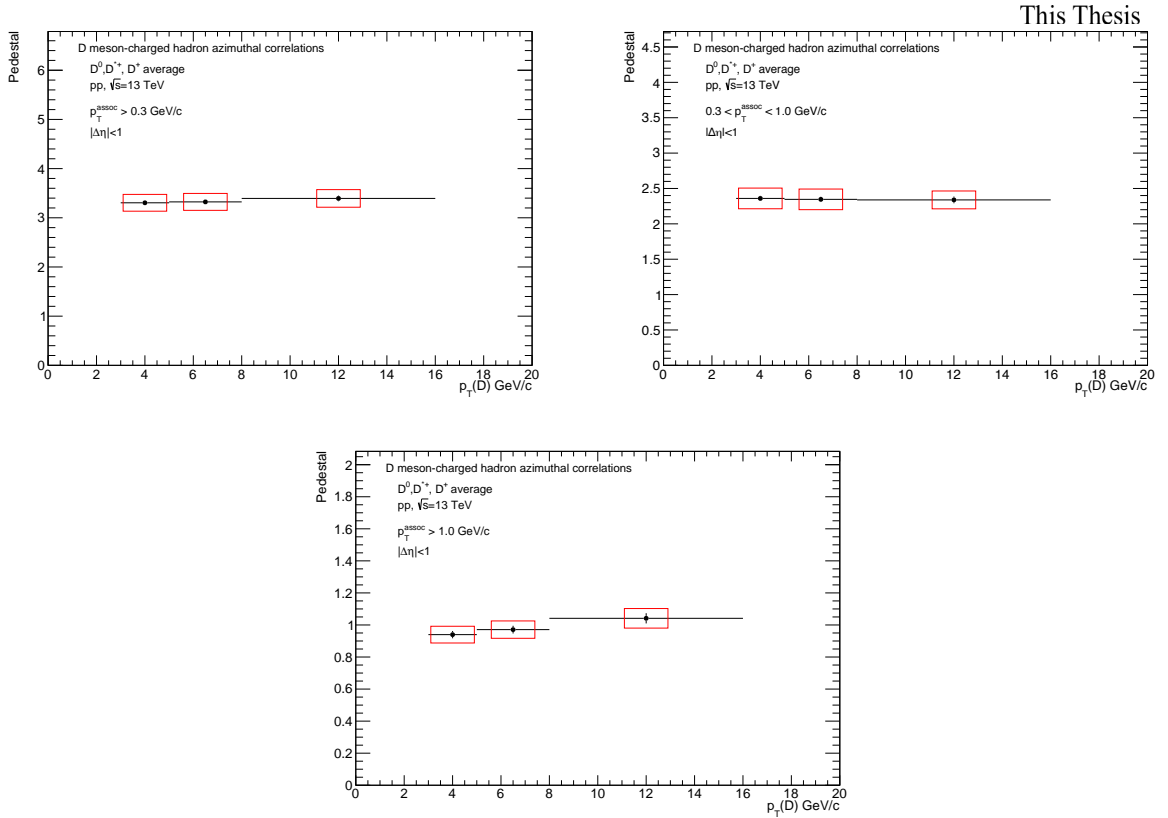 This Thesis
Pedestal
D meson-charged hadron azimuthal correlations
D⁰,D*⁺, D⁺ average
pp, √s=13 TeV
p_T^assoc > 0.3 GeV/c
|Δη|<1
6
5
4
3
2
1
0
0 2 4 6 8 10 12 14 16 18 20
p_T(D) GeV/c
Pedestal
D meson-charged hadron azimuthal correlations
D⁰,D*⁺, D⁺ average
pp, √s=13 TeV
0.3 < p_T^assoc < 1.0 GeV/c
|Δη|<1
4.5
4
3.5
3
2.5
2
1.5
1
0.5
0
0 2 4 6 8 10 12 14 16 18 20
p_T(D) GeV/c
Pedestal
D meson-charged hadron azimuthal correlations
D⁰,D*⁺, D⁺ average
pp, √s=13 TeV
p_T^assoc > 1.0 GeV/c
|Δη|<1
2
1.8
1.6
1.4
1.2
1
0.8
0.6
0.4
0.2
0
0 2 4 6 8 10 12 14 16 18 20
p_T(D) GeV/c